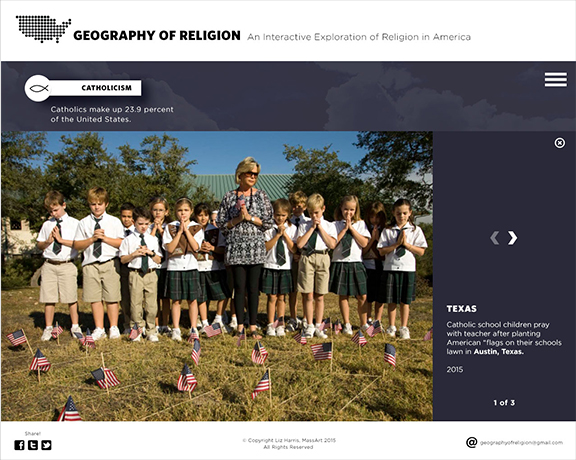 GEOGRAPHY OF RELIGION An Interactive Exploration of Religion in America
CATHOLICISM
Catholics make up 23.9 percent
of the United States.
TEXAS
Catholic school children pray
with teacher after planting
American "flags on their schools
lawn in Austin, Texas.
2015
1 of 3
Share!
© Copyright Liz Harris, MassArt 2015
All Rights Reserved
@ geographyofreligion@gmail.com